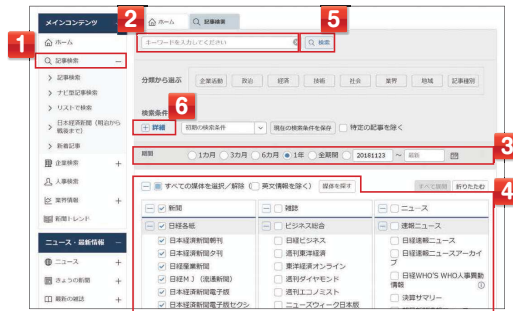 メインコンテンツ
ホーム
記事検索
2
5
1
ホーム
記事検索
記事検索
ナビ型記事検索
リストで検索
日本経済新聞(明治から
戦後まで)
新着記事
企業検索
人事検索
業界情報
新聞トレンド
ニュース・最新情報
ニュース
きょうの新聞
最新の雑誌
キーワードを入力してください
検索
分類から選ぶ
企業活動
政治
経済
技術
社会
業界
地域
記事種別
検索条件
6
詳細
初期の検索条件
現在の検索条件を保存
特定の記事を除く
3
期間
1カ月
3カ月
6カ月
1年
全期間
20181123
~
最新
4
すべての媒体を選択/解除(
英文情報を除く)
媒体を探す
すべて展開
折りたたむ
新聞
日経各紙
日本経済新聞朝刊
日本経済新聞夕刊
日経産業新聞
日経MJ(流通新聞)
日本経済新聞電子版
日本経済新聞電子版セクシ
雑誌
ビジネス総合
日経ビジネス
週刊東洋経済
東洋経済オンライン
週刊ダイヤモンド
週刊エコノミスト
ニューズウィーク日本版
ニュース
速報ニュース
日経速報ニュース
日経速報ニュースアーカイ
ブ
日経WHO'S WHO人事異動
情報
決算サマリー